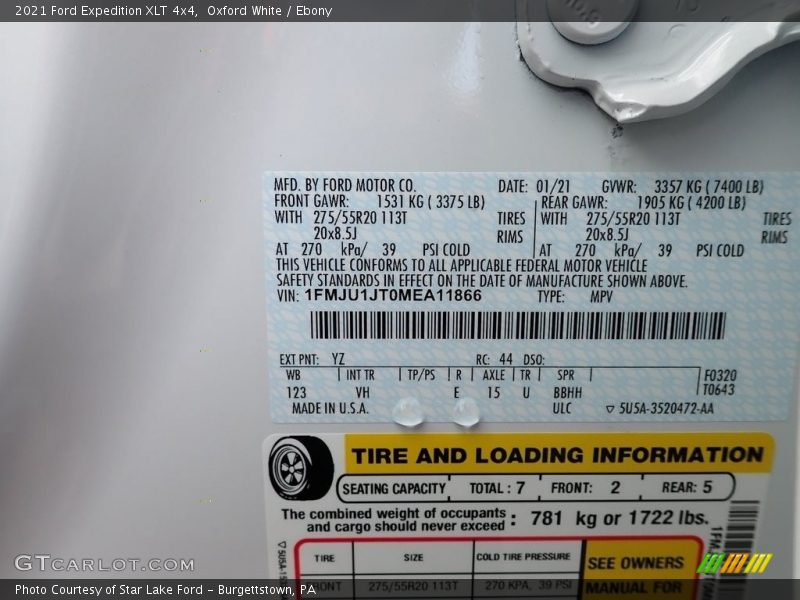 2021 Ford Expedition XLT 4x4, Oxford White / Ebony
MFD. BY FORD MOTOR CO. DATE: 01/21 GVWR: 3357 KG ( 7400 LB)
FRONT GAWR: 1531 KG ( 3375 LB) REAR GAWR: 1905 KG ( 4200 LB)
WITH 275/55R20 113T TIRES WITH 275/55R20 113T TIRES
20x8.5J RIMS 20x8.5J RIMS
AT 270 kPa/ 39 PSI COLD AT 270 kPa/ 39 PSI COLD
THIS VEHICLE CONFORMS TO ALL APPLICABLE FEDERAL MOTOR VEHICLE
SAFETY STANDARDS IN EFFECT ON THE DATE OF MANUFACTURE SHOWN ABOVE.
VIN: 1FMJU1JT0MEA11866 TYPE: MPV
EXT PNT: YZ RC: 44 DSO:
WB INT TR TP/PS R AXLE TR SPR F0320
123 VH E 15 U BBHH T0643
MADE IN U.S.A. ULC ▽ 5U5A-3520472-AA
TIRE AND LOADING INFORMATION
SEATING CAPACITY TOTAL : 7 FRONT: 2 REAR: 5
The combined weight of occupants
and cargo should never exceed : 781 kg or 1722 lbs.
TIRE SIZE COLD TIRE PRESSURE SEE OWNERS
FRONT 275/55R20 113T 270 KPA, 39 PSI MANUAL FOR
GTCARLOT.COM
Photo Courtesy of Star Lake Ford - Burgettstown, PA